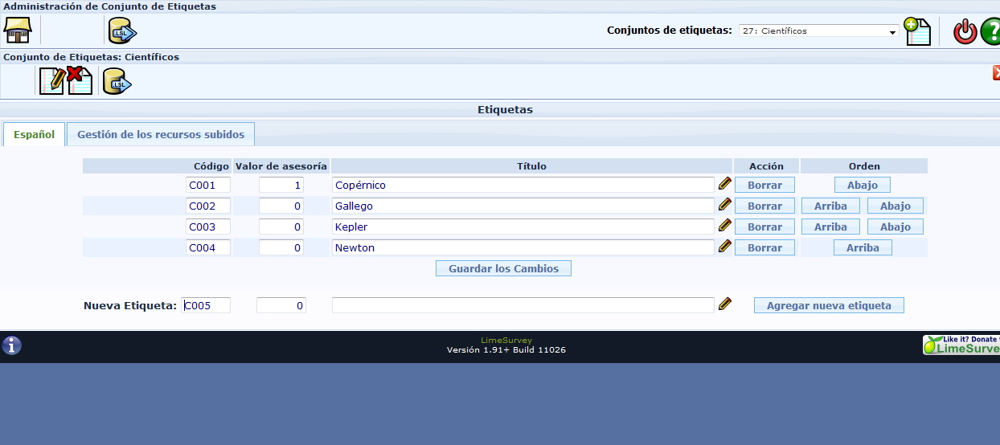 Administración de Conjunto de Etiquetas
.LSL
Conjuntos de etiquetas: 27: Científicos
Conjunto de Etiquetas: Científicos
.LSL
Etiquetas
Español Gestión de los recursos subidos
Código Valor de asesoría Título Acción Orden
C001 1 Copérnico Borrar Abajo
C002 0 Gallego Borrar Arriba Abajo
C003 0 Kepler Borrar Arriba Abajo
C004 0 Newton Borrar Arriba
Guardar los Cambios
Nueva Etiqueta: C005 0 Agregar nueva etiqueta
LimeSurvey
Versión 1.91+ Build 11026
Like it? Donate
LimeSurve